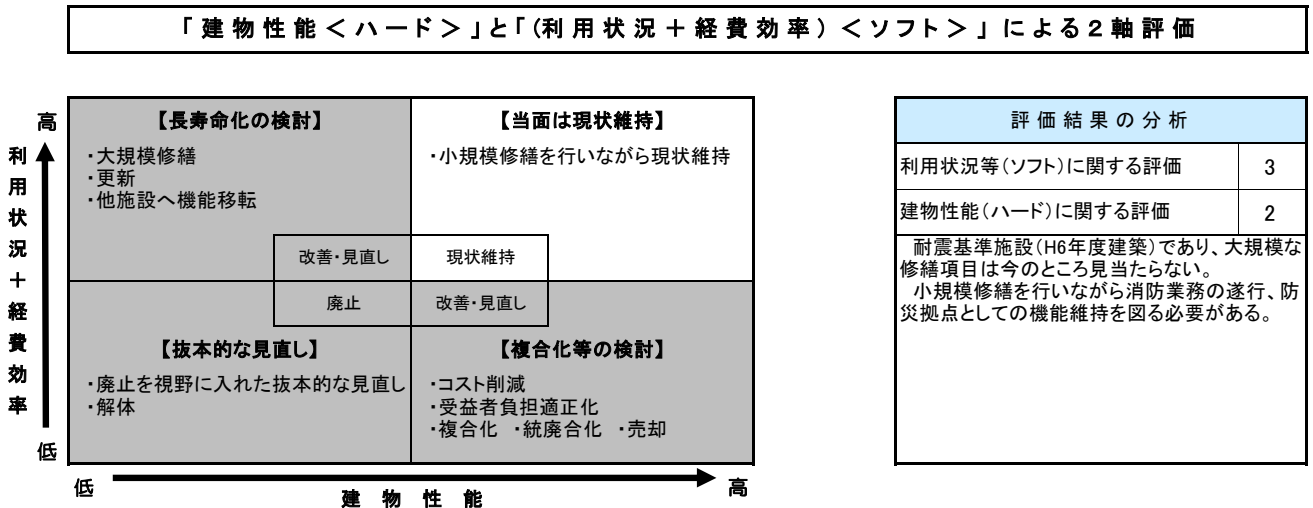 「建物性能<ハード>」と「(利用状況+経費効率)<ソフト>」による2軸評価
高
利用状況+経費効率
低
【長寿命化の検討】
・大規模修繕
・更新
・他施設へ機能移転
【当面は現状維持】
・小規模修繕を行いながら現状維持
改善・見直し
現状維持
廃止
改善・見直し
【抜本的な見直し】
・廃止を視野に入れた抜本的な見直し
・解体
【複合化等の検討】
・コスト削減
・受益者負担適正化
・複合化 ・統廃合化 ・売却
低
建物性能
高
評価結果の分析
利用状況等(ソフト)に関する評価 3
建物性能(ハード)に関する評価 2
耐震基準施設(H6年度建築)であり、大規模な
修繕項目は今のところ見当たらない。
小規模修繕を行いながら消防業務の遂行、防
災拠点としての機能維持を図る必要がある。